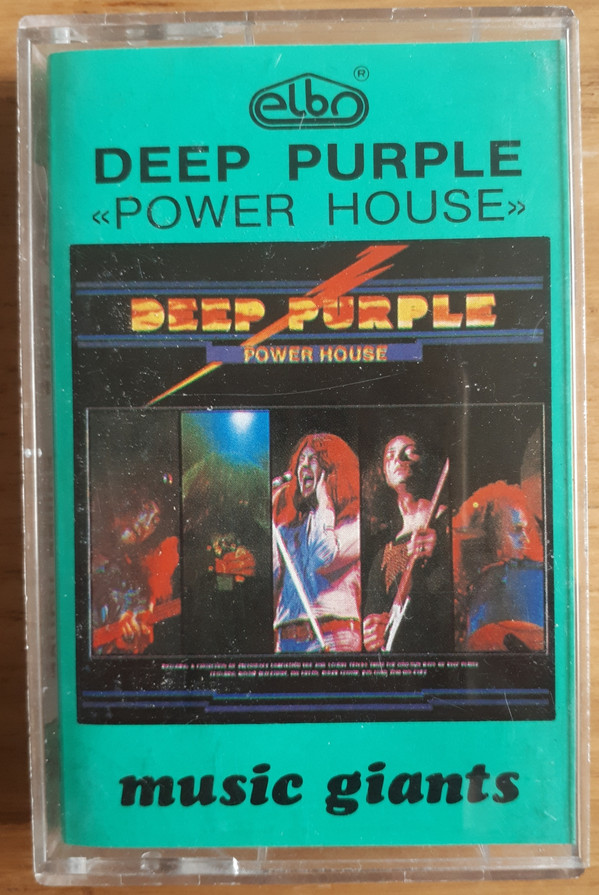 elbo ®
DEEP PURPLE
«POWER HOUSE»
DEEP PURPLE
POWER HOUSE
music giants